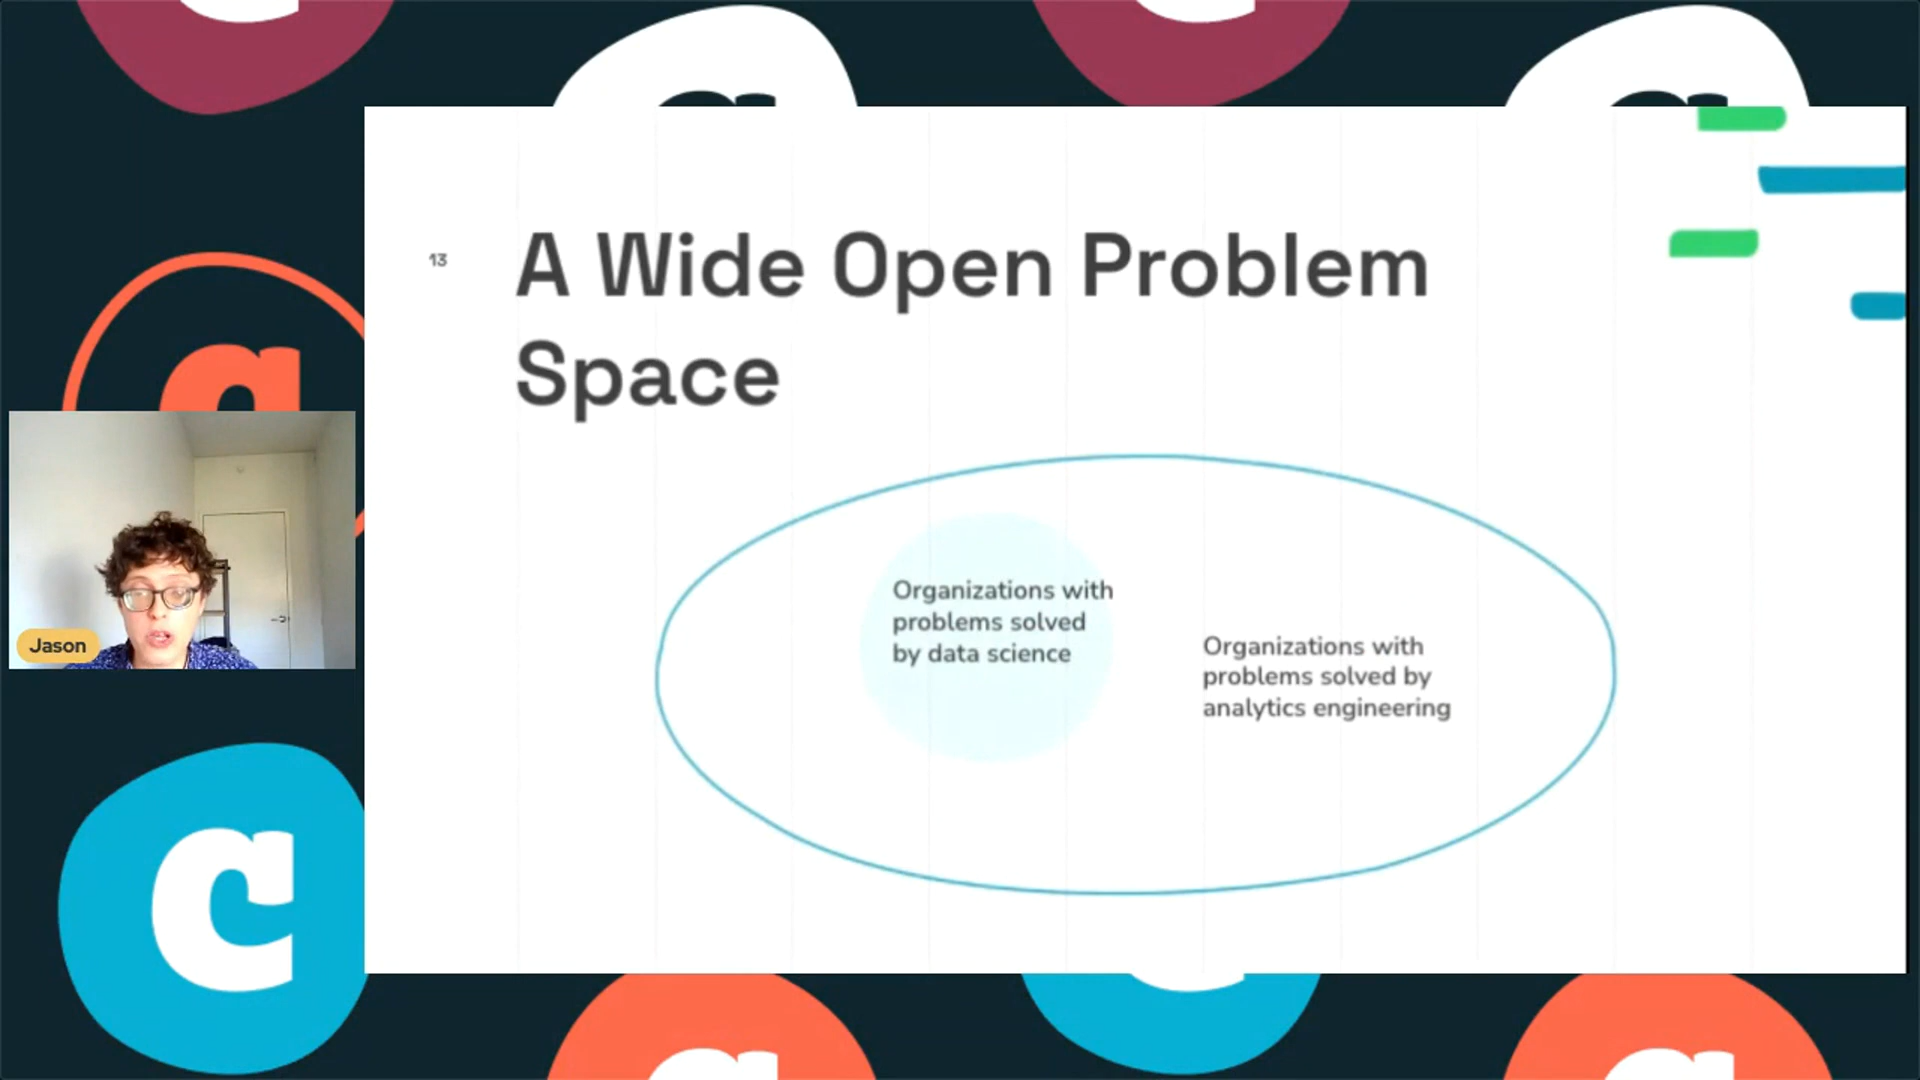 13
A Wide Open Problem
Space
Organizations with
problems solved
by data science
Organizations with
problems solved by
analytics engineering
Jason